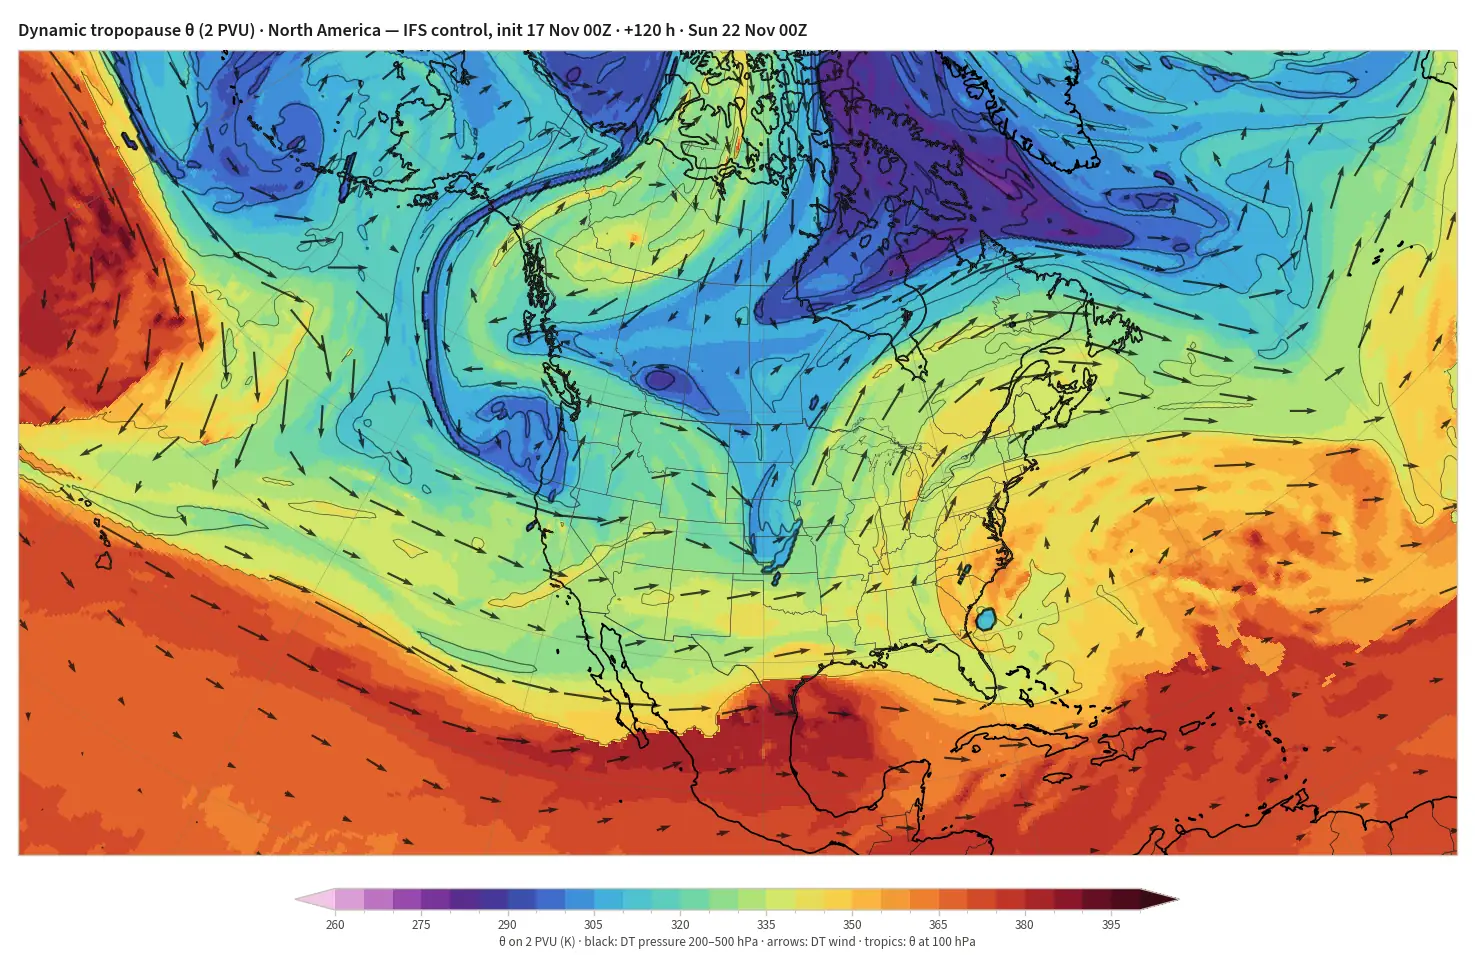 Dynamic tropopause θ (2 PVU) · North America — IFS control, init 17 Nov 00Z · +120 h · Sun 22 Nov 00Z
260 275 290 305 320 335 350 365 380 395
θ on 2 PVU (K) · black: DT pressure 200–500 hPa · arrows: DT wind · tropics: θ at 100 hPa